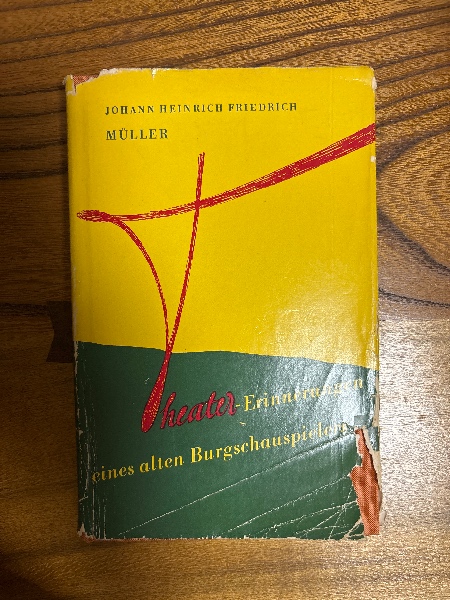 JOHANN HEINRICH FRIEDRICH
MÜLLER
Theater-Erinnerungen
eines alten Burgschauspielers